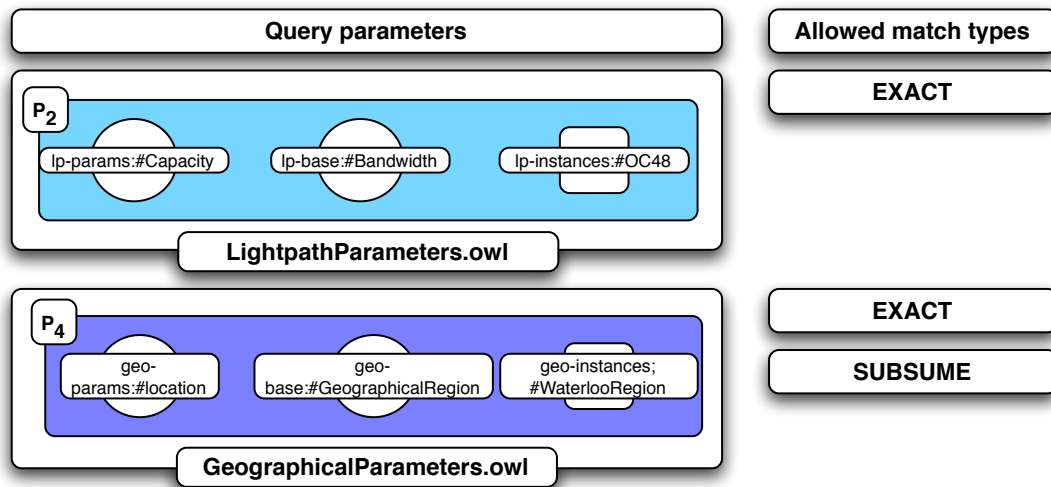 Query parameters
Allowed match types
P2
lp-params:#Capacity
lp-base:#Bandwidth
lp-instances:#OC48
LightpathParameters.owl
EXACT
P4
geo-
params:#location
geo-
base:#GeographicalRegion
geo-instances;
#WaterlooRegion
GeographicalParameters.owl
EXACT
SUBSUME